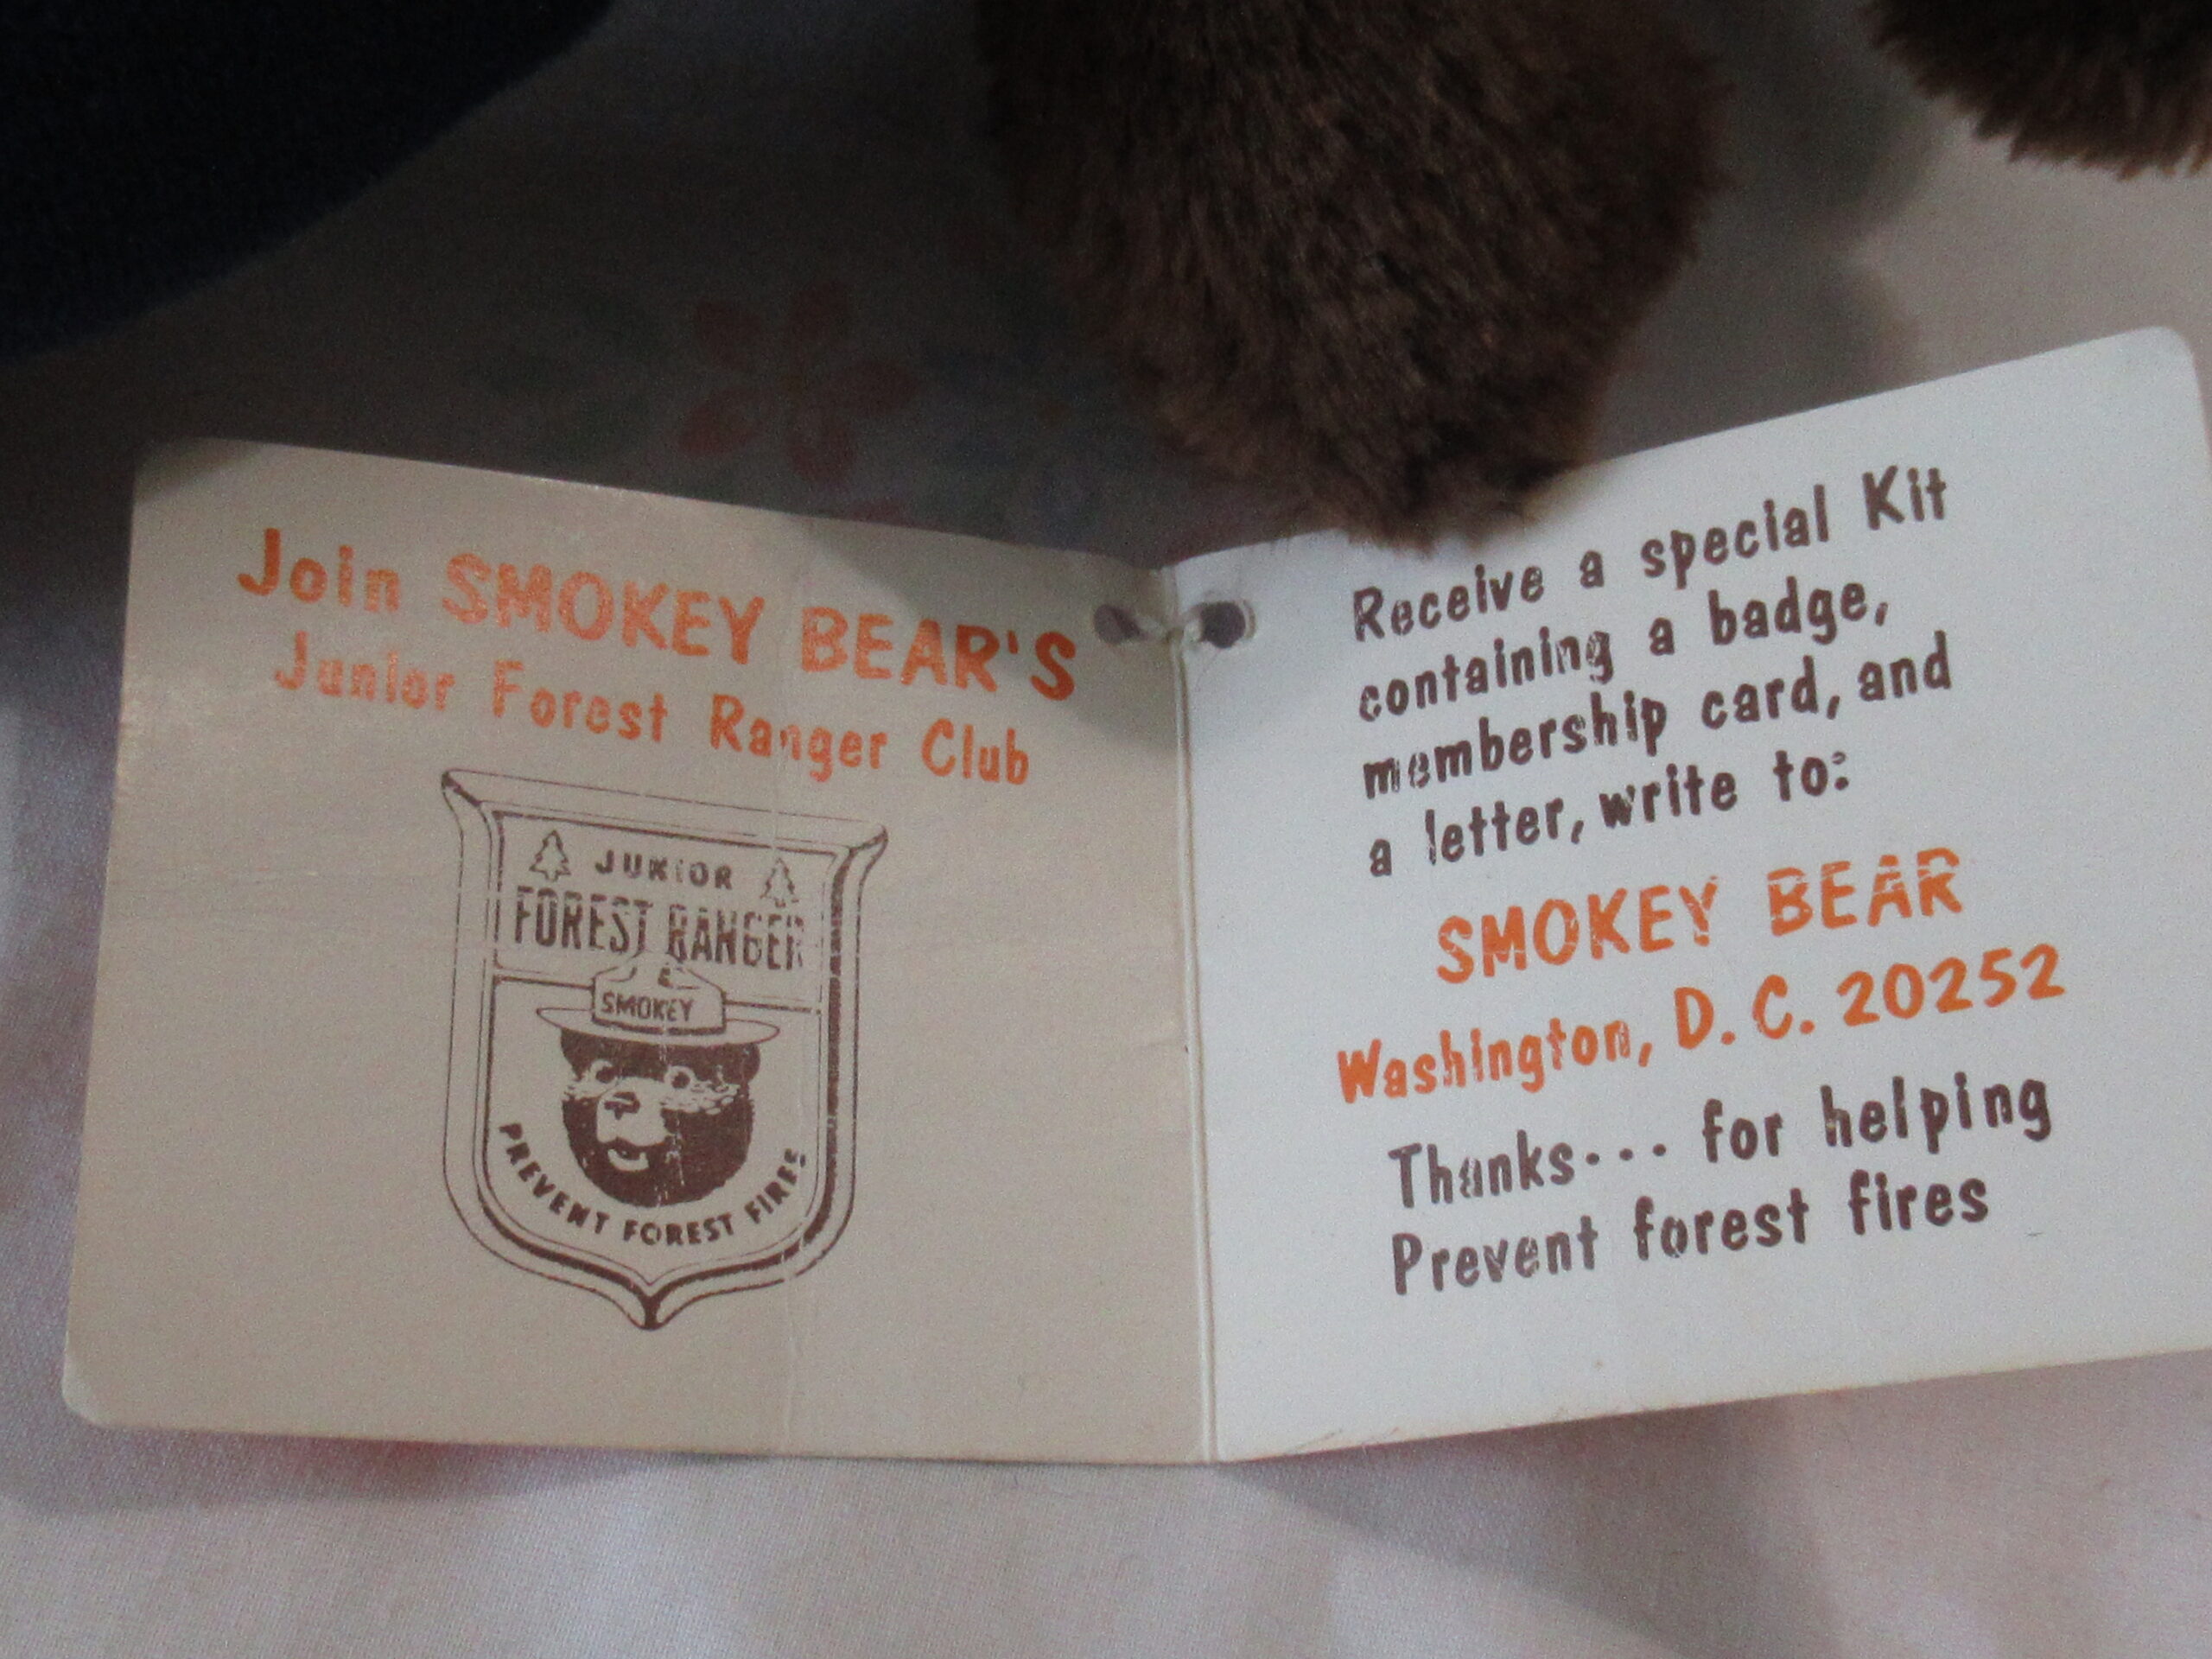 Join SMOKEY BEAR'S
Junior Forest Ranger Club
JUNIOR
FOREST RANGER
SMOKEY
PREVENT FOREST FIRES
Receive a special Kit
containing a badge,
membership card, and
a letter, write to:
SMOKEY BEAR
Washington, D. C. 20252
Thanks... for helping
Prevent forest fires